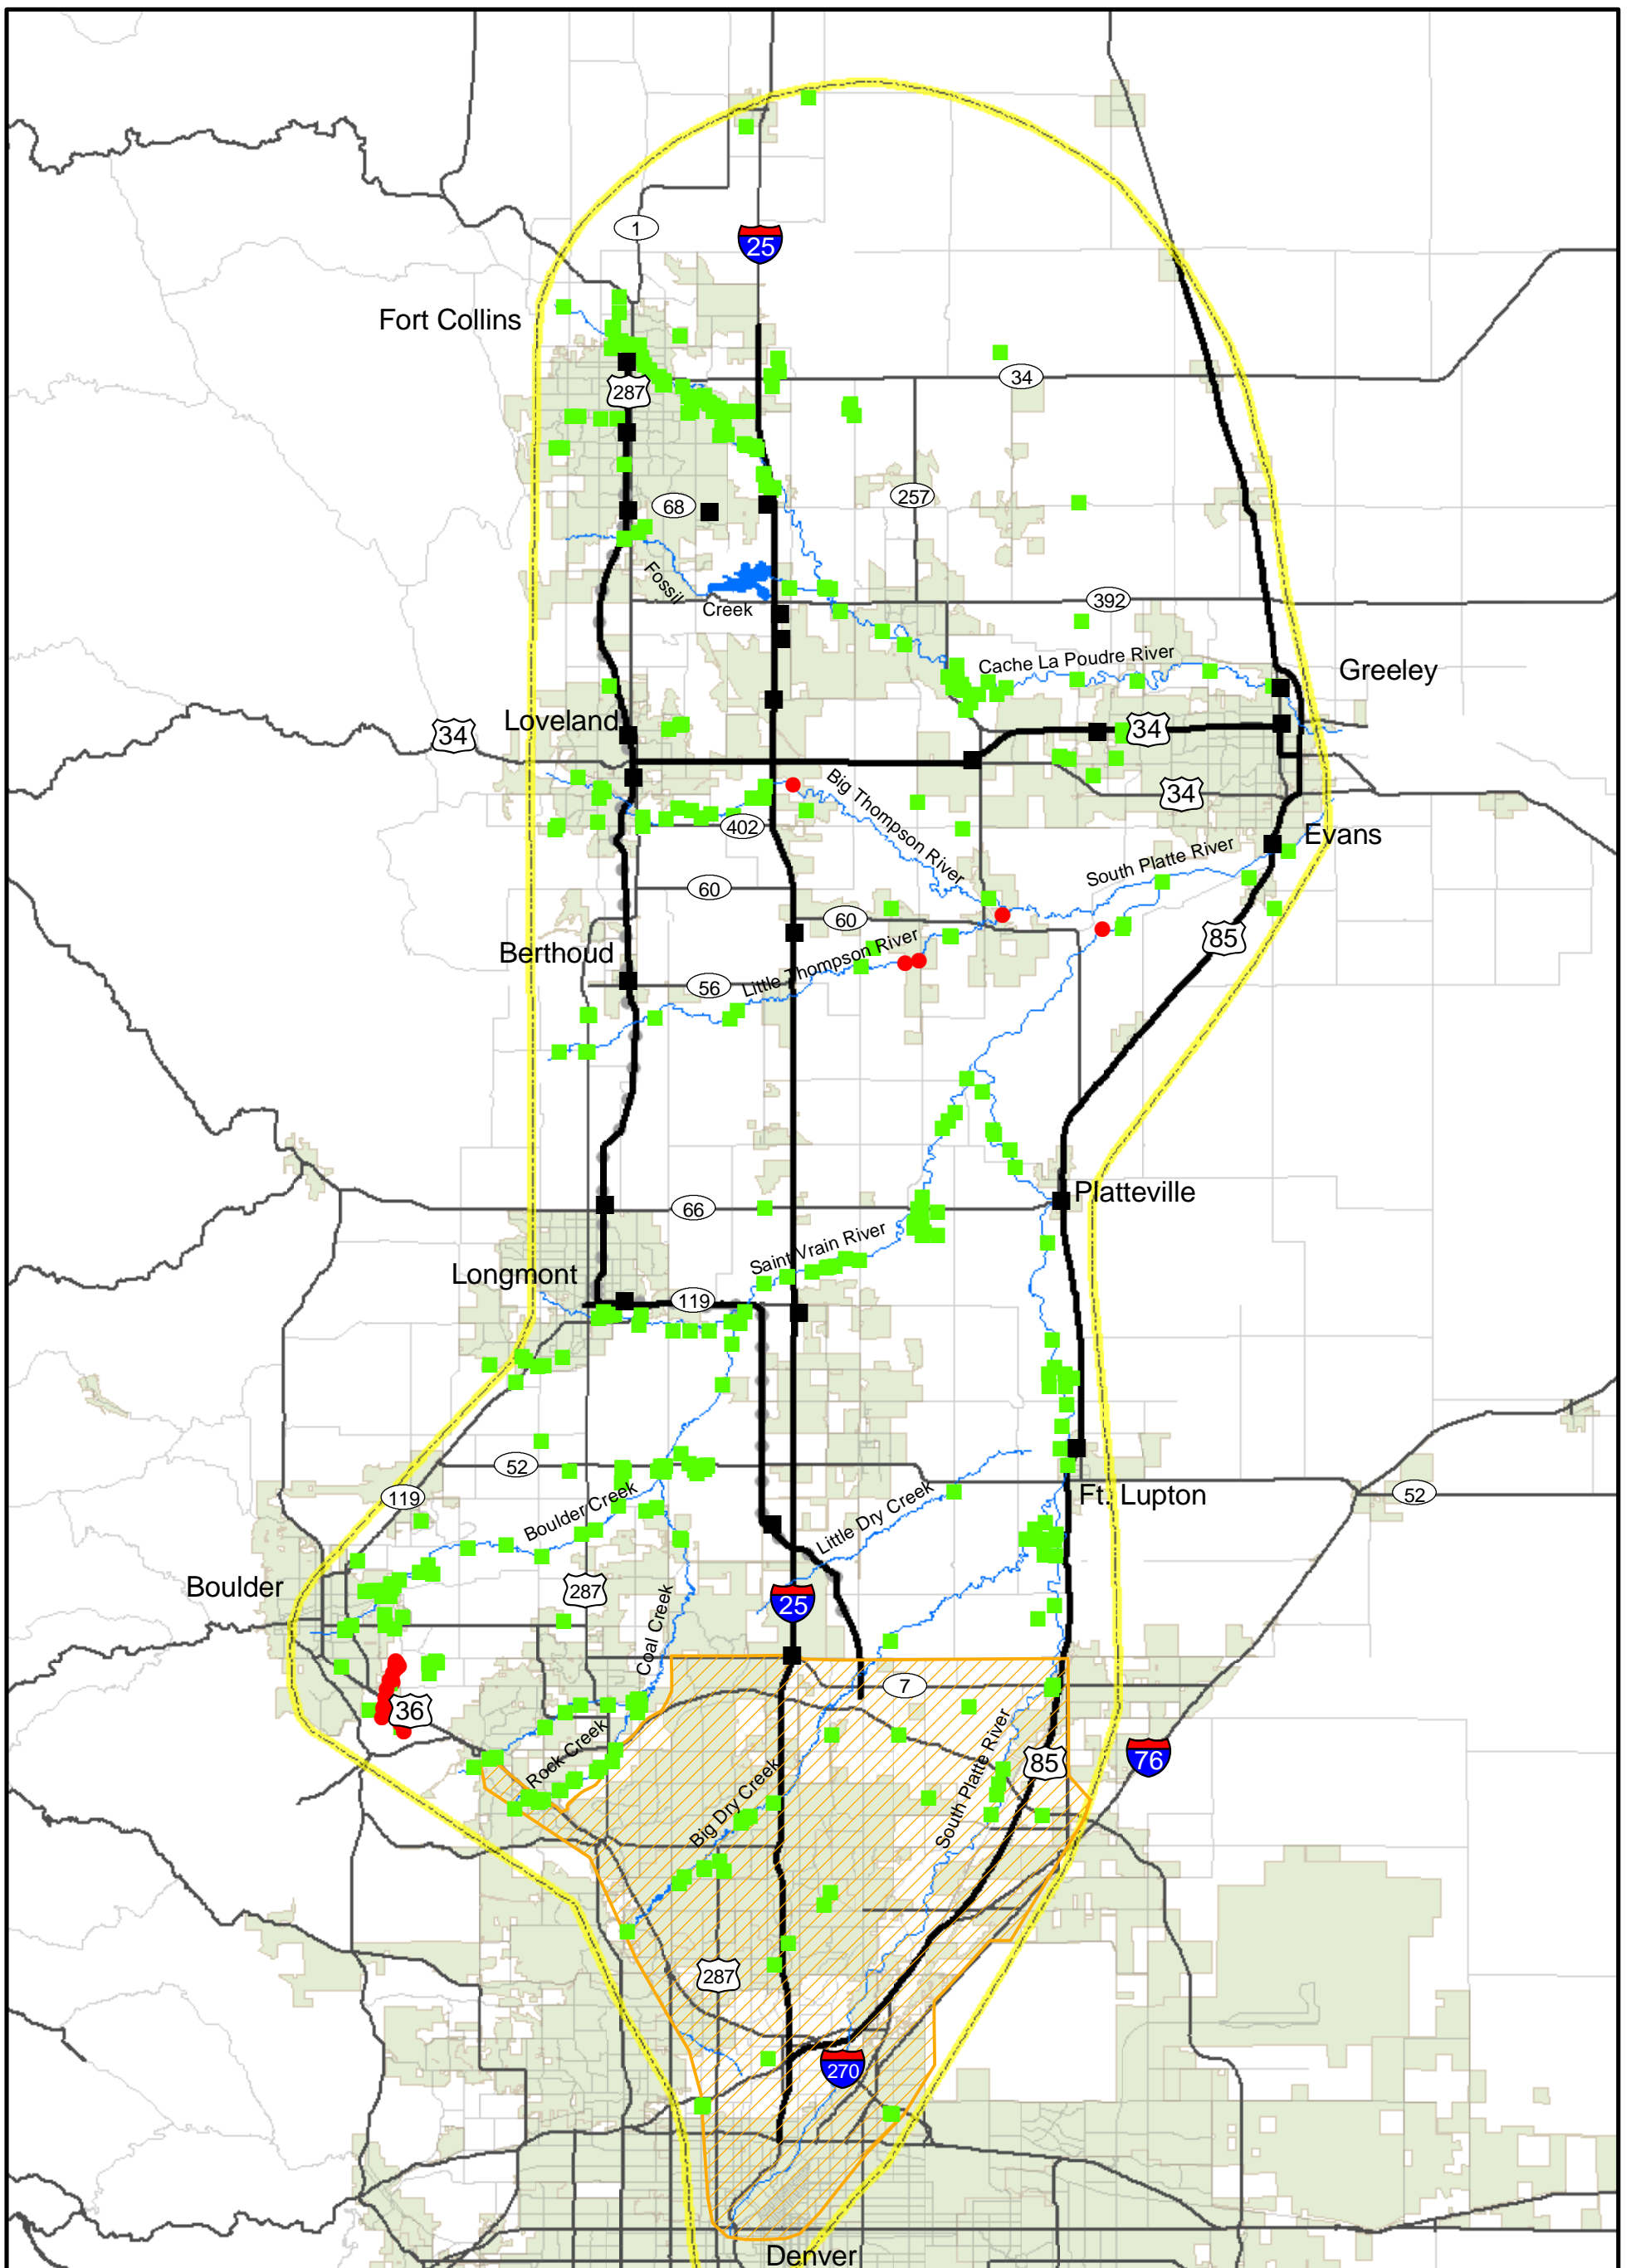 1
25
Fort Collins
34
287
257
68
Fossil
Creek
392
Cache La Poudre River
Greeley
Loveland
34
34
Big Thompson River
34
402
Evans
South Platte River
60
60
85
Berthoud
Little Thompson River
56
Platteville
66
Saint Vrain River
Longmont
119
52
119
Boulder Creek
Little Dry Creek
Ft. Lupton
52
Boulder
287
25
Coal Creek
7
36
Rock Creek
South Platte River
85
76
Big Dry Creek
287
270
Denver